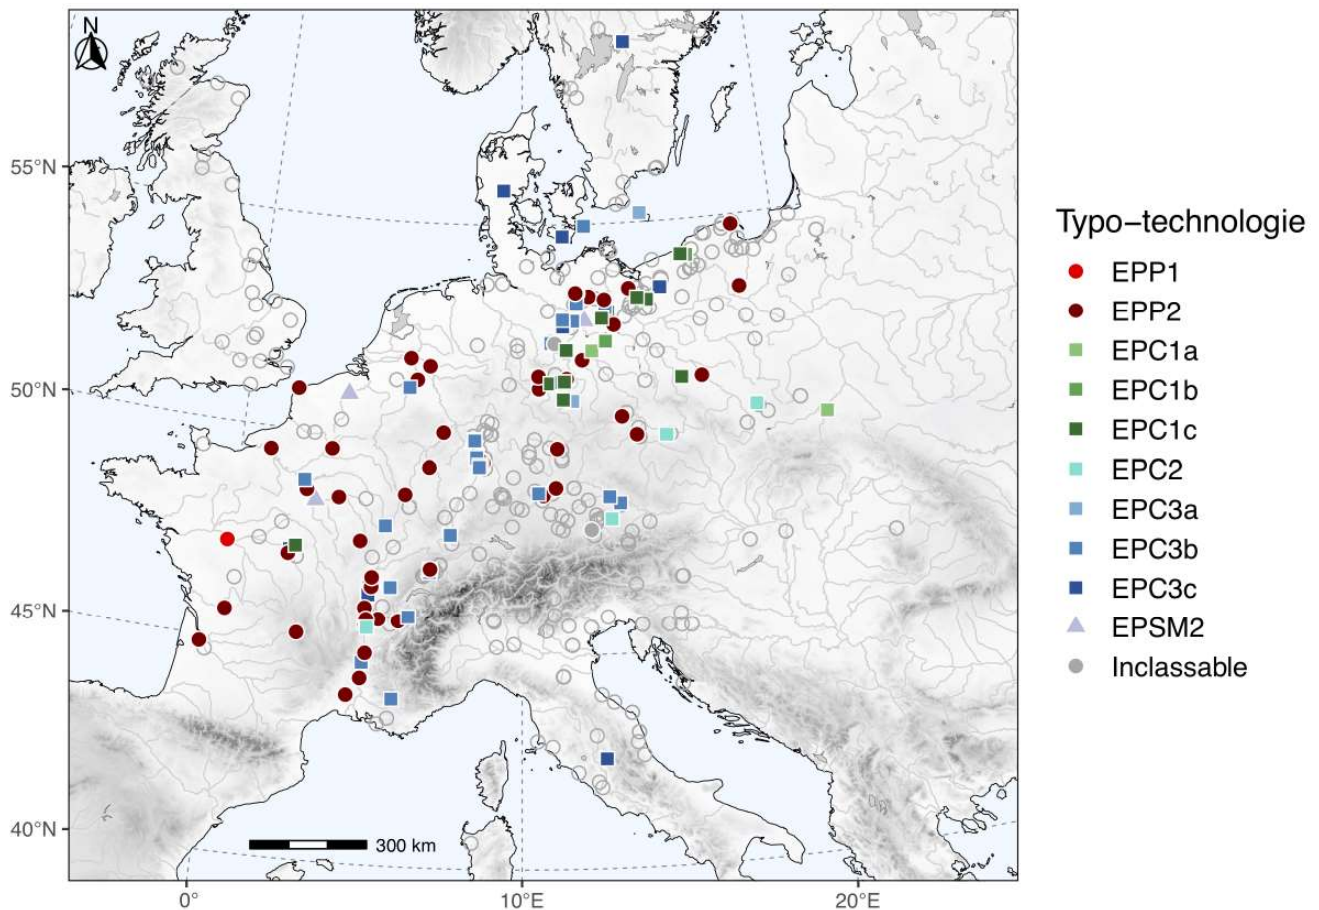 N
55°N
50°N
45°N
40°N
300 km
0°
10°E
20°E
Typo-technologie
EPP1
EPP2
EPC1a
EPC1b
EPC1c
EPC2
EPC3a
EPC3b
EPC3c
EPSM2
Inclassable